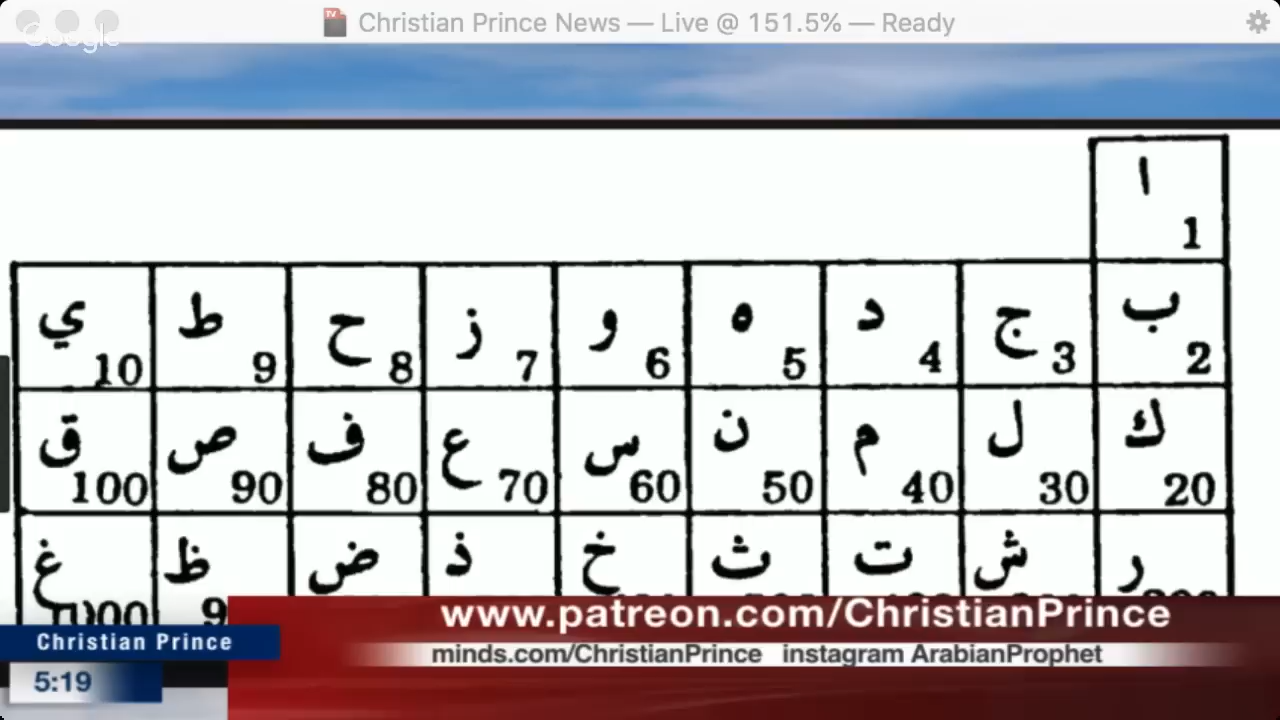 Christian Prince News — Live @ 151.5% — Ready
Google
ا
1
ب ج د ه و ز ح ط ي
2 3 4 5 6 7 8 9 10
ك ل م ن س ع ف ص ق
20 30 40 50 60 70 80 90 100
ر ش ت ث خ ذ ض ظ غ
www.patreon.com/ChristianPrince
Christian Prince
minds.com/ChristianPrince instagram ArabianProphet
5:19